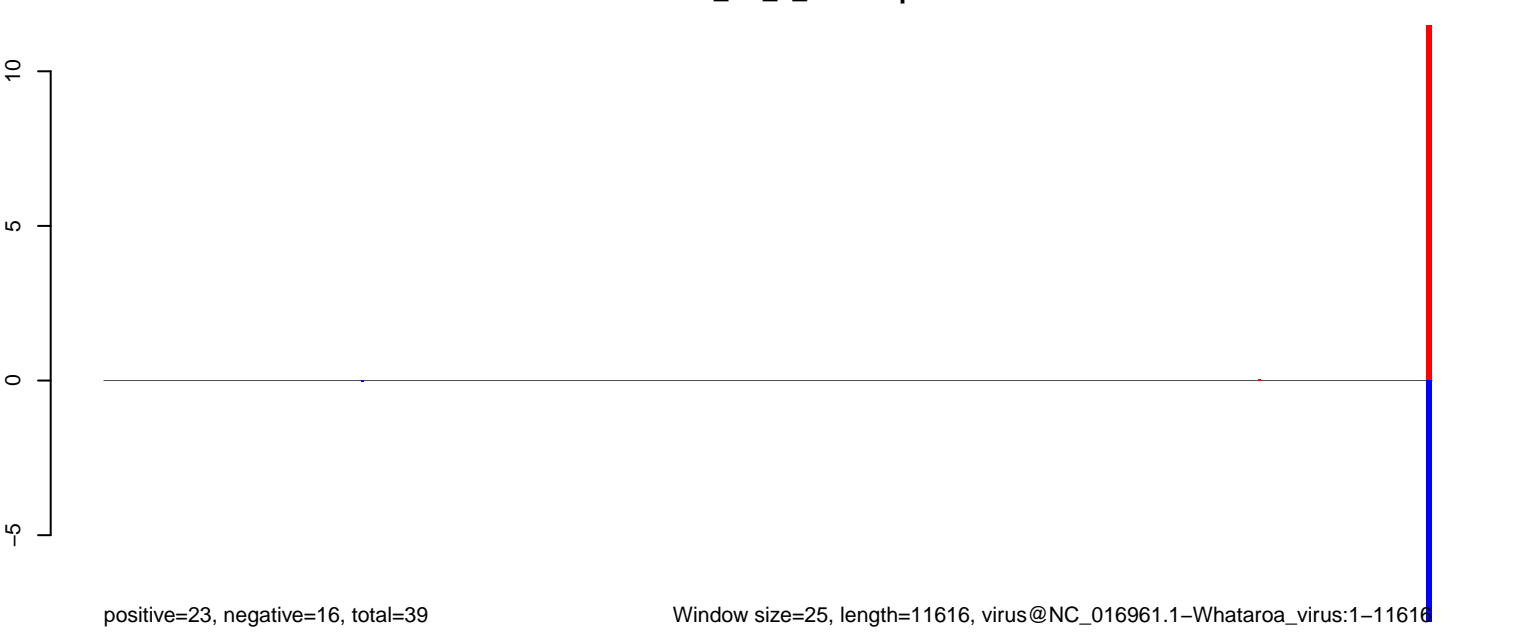 10
5
0
−5
positive=23, negative=16, total=39
Window size=25, length=11616, virus@NC_016961.1−Whataroa_virus:1−11616